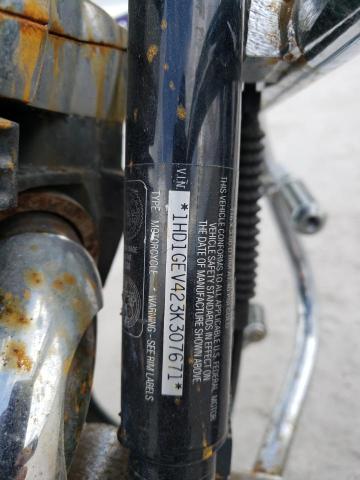 THIS VEHICLE CONFORMS TO ALL APPLICABLE U.S. FEDERAL MOTOR
VEHICLE SAFETY STANDARDS IN EFFECT ON
THE DATE OF MANUFACTURE SHOWN ABOVE.
V.I.N.
*1HD1GEV423K307671*
TYPE MOTORCYCLE WARNING - SEE RIM LABELS